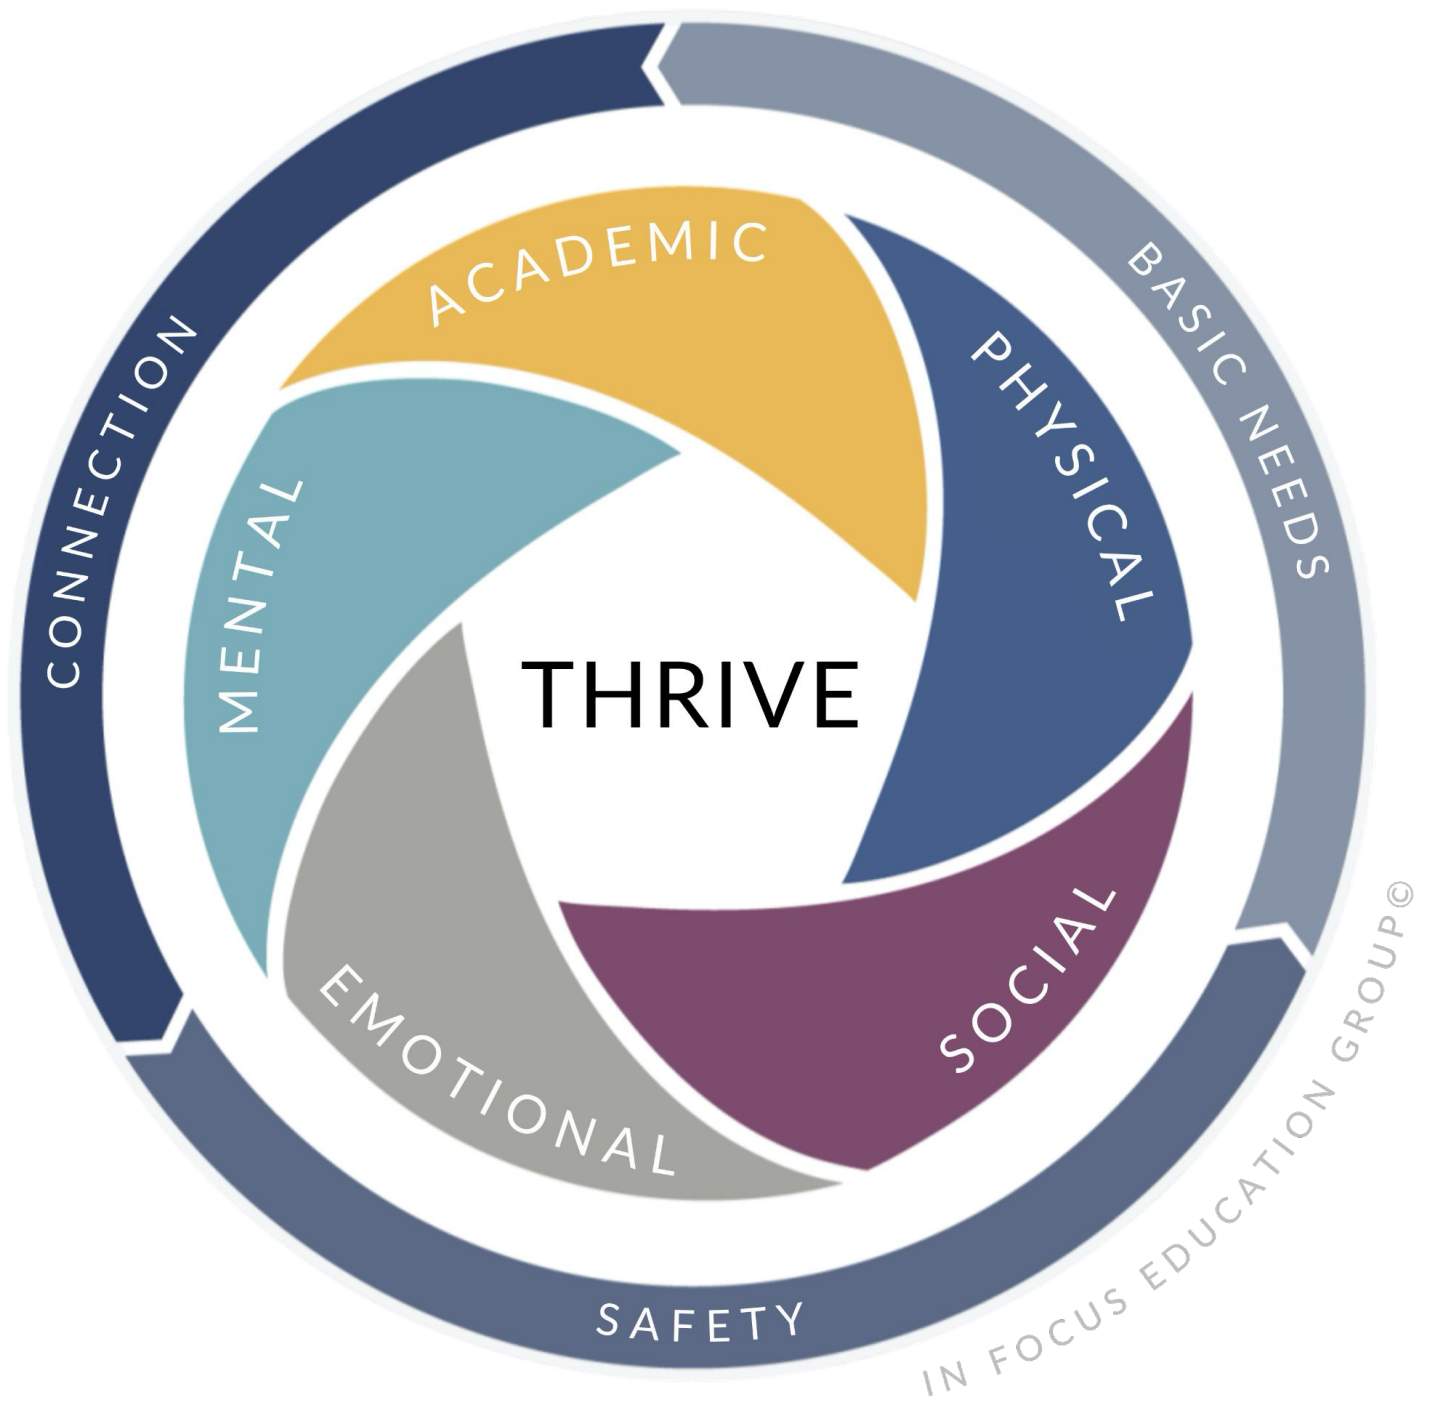 CONNECTION
BASIC NEEDS
SAFETY
ACADEMIC
PHYSICAL
SOCIAL
EMOTIONAL
MENTAL
THRIVE
IN FOCUS EDUCATION GROUP©